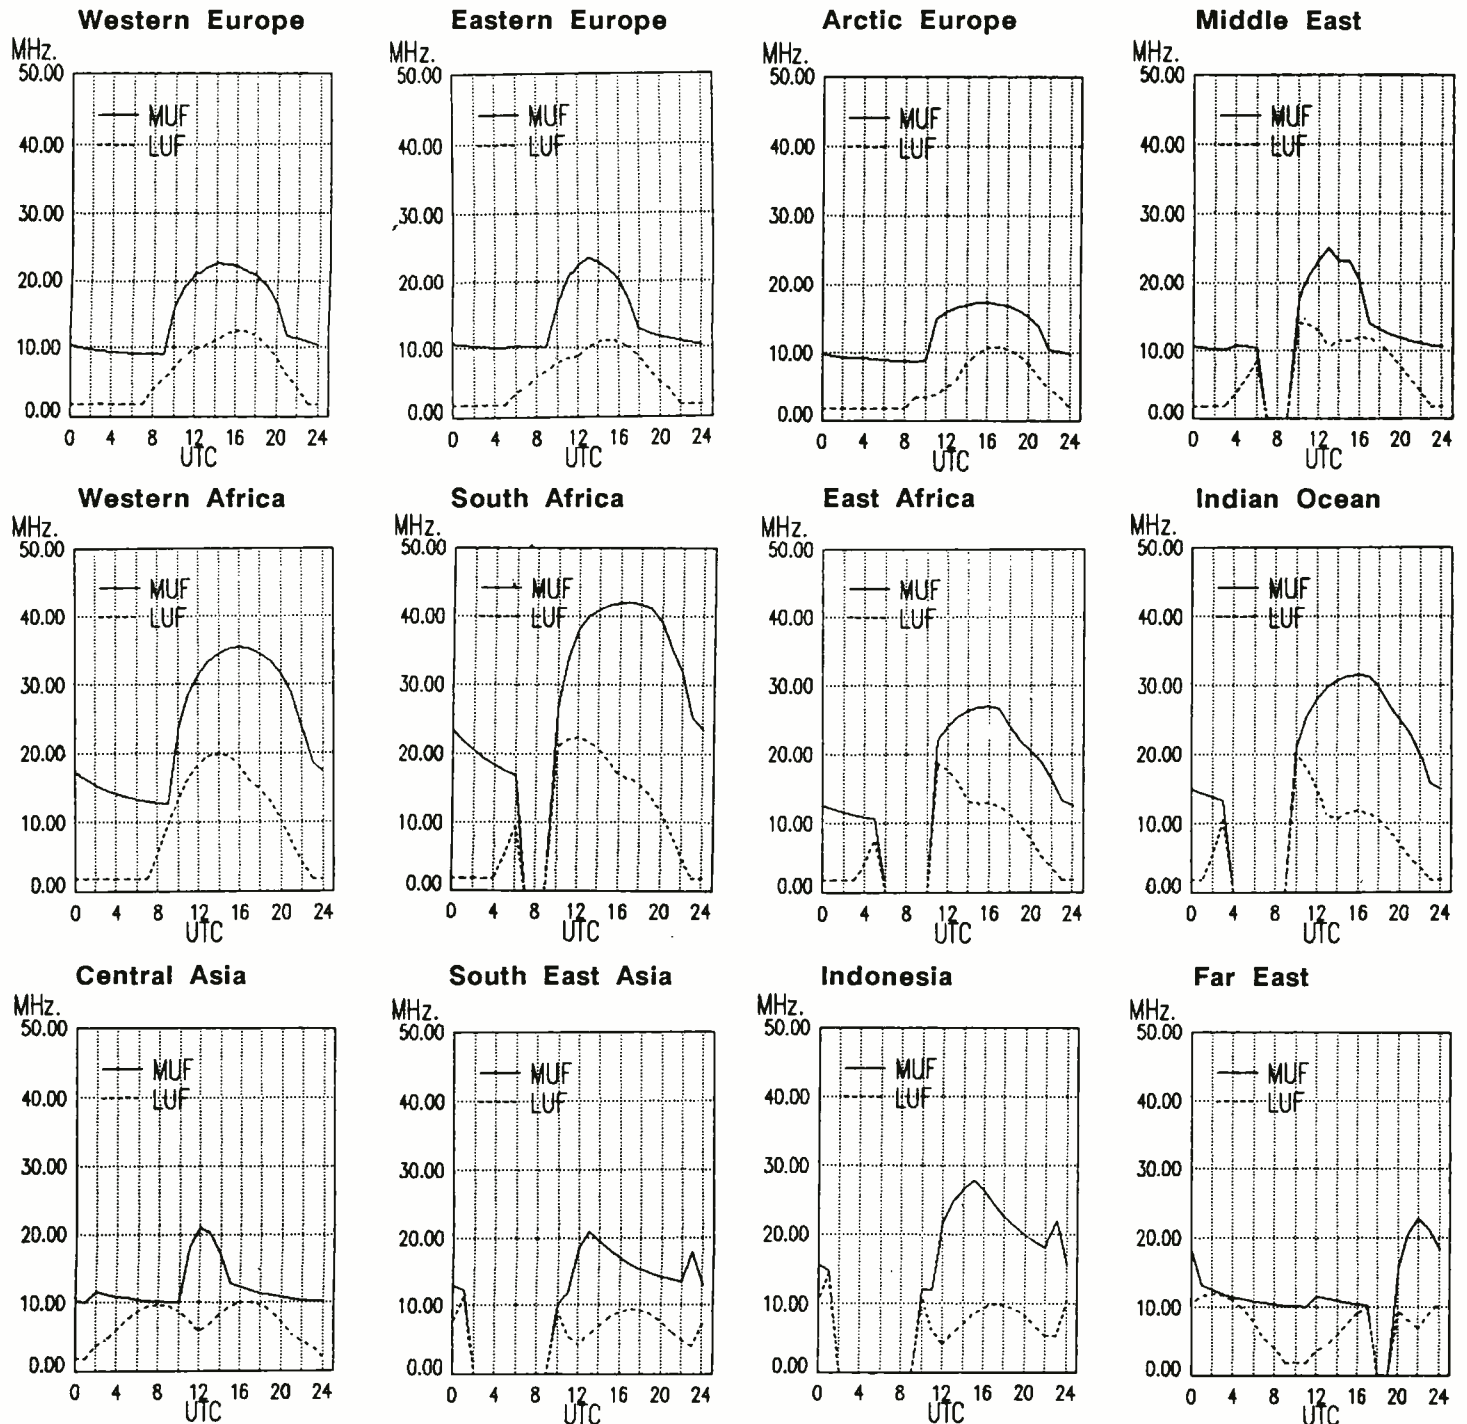 Western Europe
MHz.
50.00
40.00
30.00
20.00
10.00
0.00
MUF
LUF
0 4 8 12 16 20 24
UTC
Eastern Europe
MHz.
50.00
40.00
30.00
20.00
10.00
0.00
MUF
LUF
0 4 8 12 16 20 24
UTC
Arctic Europe
MHz.
50.00
40.00
30.00
20.00
10.00
0.00
MUF
LUF
0 4 8 12 16 20 24
UTC
Middle East
MHz.
50.00
40.00
30.00
20.00
10.00
0.00
MUF
LUF
0 4 8 12 16 20 24
UTC
Western Africa
MHz.
50.00
40.00
30.00
20.00
10.00
0.00
MUF
LUF
0 4 8 12 16 20 24
UTC
South Africa
MHz.
50.00
40.00
30.00
20.00
10.00
0.00
MUF
LUF
0 4 8 12 16 20 24
UTC
East Africa
MHz.
50.00
40.00
30.00
20.00
10.00
0.00
MUF
LUF
0 4 8 12 16 20 24
UTC
Indian Ocean
MHz.
50.00
40.00
30.00
20.00
10.00
0.00
MUF
LUF
0 4 8 12 16 20 24
UTC
Central Asia
MHz.
50.00
40.00
30.00
20.00
10.00
0.00
MUF
LUF
0 4 8 12 16 20 24
UTC
South East Asia
MHz.
50.00
40.00
30.00
20.00
10.00
0.00
MUF
LUF
0 4 8 12 16 20 24
UTC
Indonesia
MHz.
50.00
40.00
30.00
20.00
10.00
0.00
MUF
LUF
0 4 8 12 16 20 24
UTC
Far East
MHz.
50.00
40.00
30.00
20.00
10.00
0.00
MUF
LUF
0 4 8 12 16 20 24
UTC